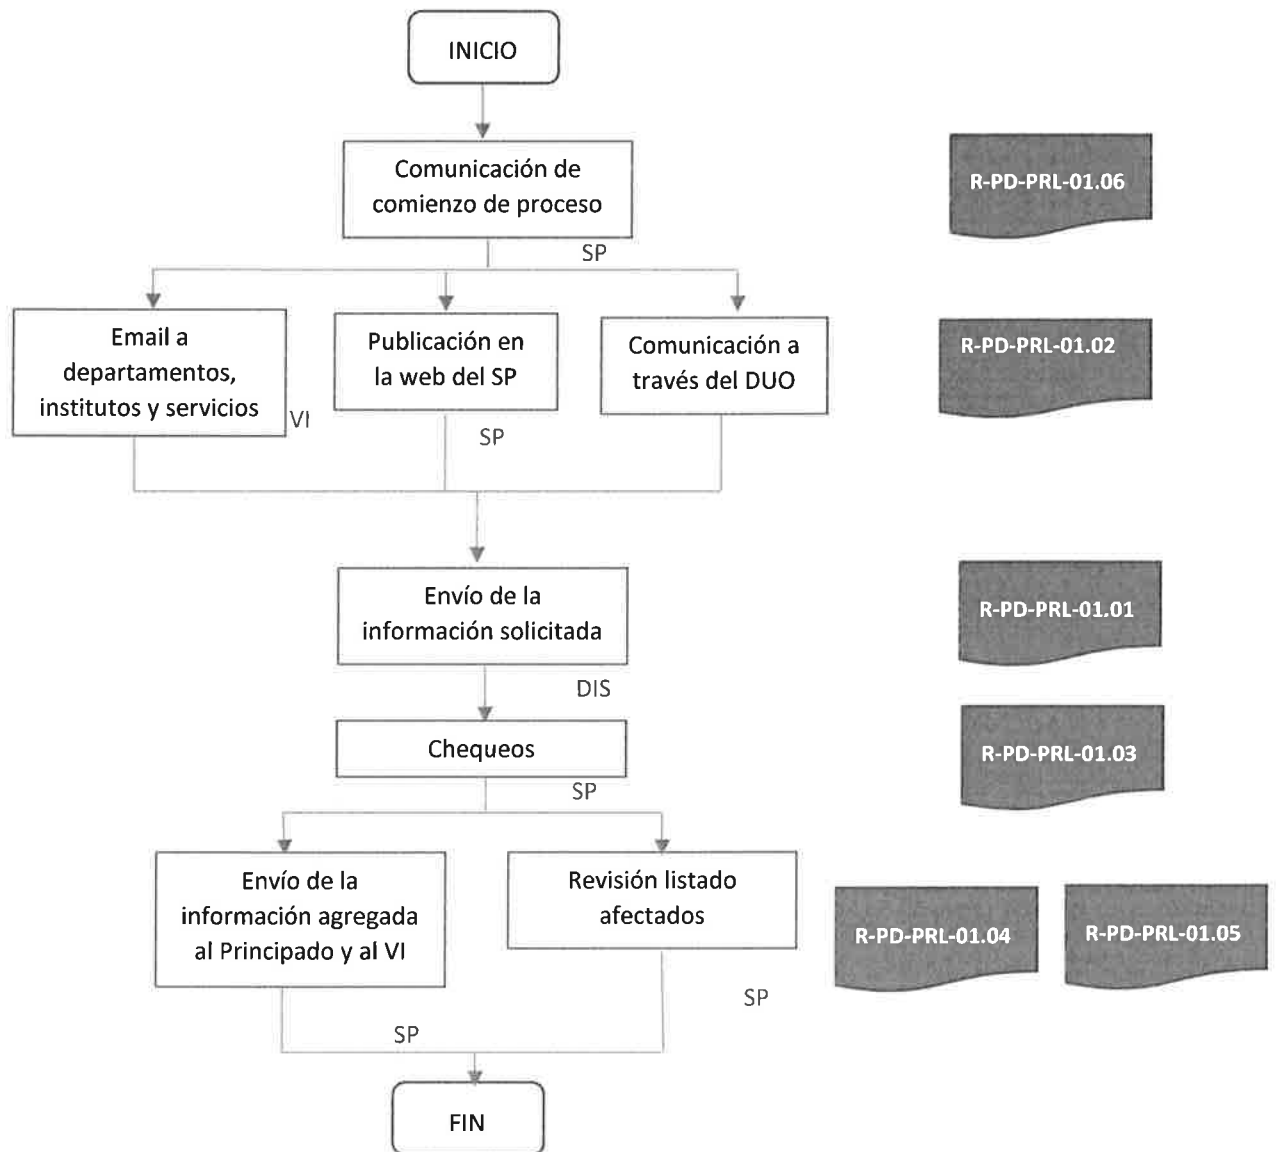 INICIO
Comunicación de
comienzo de proceso
R-PD-PRL-01.06
SP
Email a
departamentos,
institutos y servicios
VI
Publicación en
la web del SP
SP
Comunicación a
través del DUO
R-PD-PRL-01.02
Envío de la
información solicitada
R-PD-PRL-01.01
DIS
Chequeos
R-PD-PRL-01.03
SP
Envío de la
información agregada
al Principado y al VI
SP
Revisión listado
afectados
SP
R-PD-PRL-01.04
R-PD-PRL-01.05
FIN